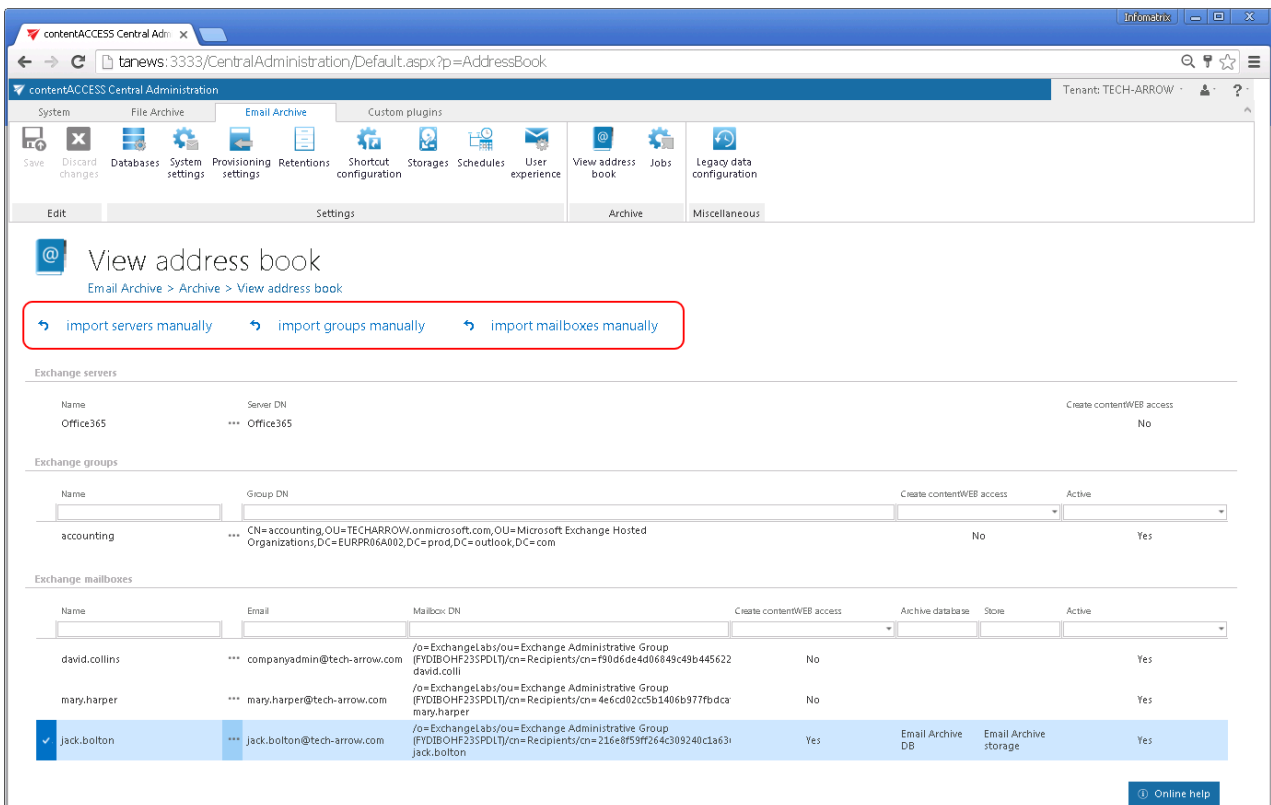 Infomatrix
contentACCESS Central Adm
tanews:3333/CentralAdministration/Default.aspx?p=AddressBook
contentACCESS Central Administration
Tenant: TECH-ARROW
?
System File Archive Email Archive Custom plugins
Save Discard changes Databases System settings Provisioning settings Retentions Shortcut configuration Storages Schedules User experience View address book Jobs Legacy data configuration
Edit Settings Archive Miscellaneous
View address book
Email Archive > Archive > View address book
import servers manually import groups manually import mailboxes manually
Exchange servers
Name Server DN Create contentWEB access
Office365 ••• Office365 No
Exchange groups
Name Group DN Create contentWEB access Active
accounting ••• CN=accounting,OU=TECHARROW.onmicrosoft.com,OU=Microsoft Exchange Hosted
Organizations,DC=EURPR06A002,DC=prod,DC=outlook,DC=com No Yes
Exchange mailboxes
Name Email Mailbox DN Create contentWEB access Archive database Store Active
/o=ExchangeLabs/ou=Exchange Administrative Group
david.collins ••• companyadmin@tech-arrow.com (FYDIBOHF23SPDLT)/cn=Recipients/cn=f90d6de4d06849c49b445622 No Yes
david.colli
/o=ExchangeLabs/ou=Exchange Administrative Group
mary.harper ••• mary.harper@tech-arrow.com (FYDIBOHF23SPDLT)/cn=Recipients/cn=4e6cd02cc5b1406b977fbdca No Yes
mary.harper
/o=ExchangeLabs/ou=Exchange Administrative Group
jack.bolton ••• jack.bolton@tech-arrow.com (FYDIBOHF23SPDLT)/cn=Recipients/cn=216e8f59ff264c309240c1a63 Yes Email Archive DB Email Archive storage Yes
jack.bolton
Online help